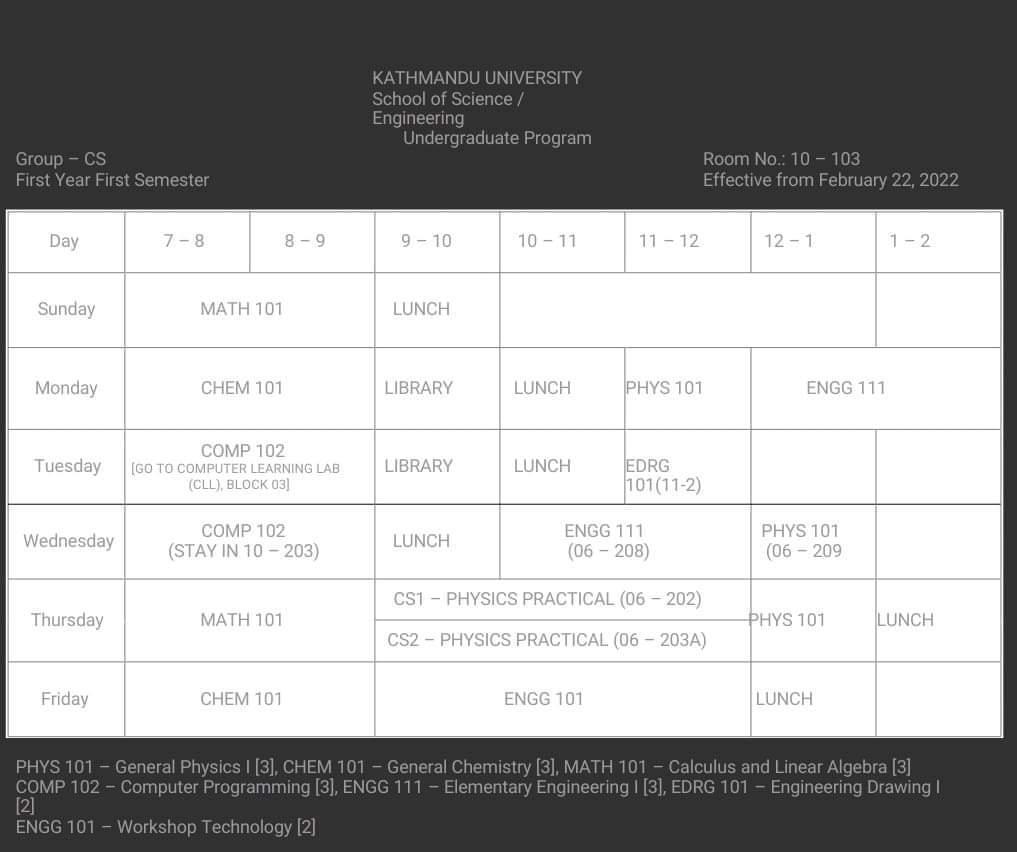 KATHMANDU UNIVERSITY
School of Science /
Engineering
Undergraduate Program
Group – CS
Room No.: 10 – 103
First Year First Semester
Effective from February 22, 2022
Day 7 – 8 8 – 9 9 – 10 10 – 11 11 – 12 12 – 1 1 – 2
Sunday MATH 101 LUNCH
Monday CHEM 101 LIBRARY LUNCH PHYS 101 ENGG 111
Tuesday
COMP 102
[GO TO COMPUTER LEARNING LAB
(CLL), BLOCK 03]
LIBRARY
LUNCH
EDRG
101(11-2)
Wednesday
COMP 102
(STAY IN 10 – 203)
LUNCH
ENGG 111
(06 – 208)
PHYS 101
(06 – 209
Thursday
MATH 101
CS1 – PHYSICS PRACTICAL (06 – 202)
CS2 – PHYSICS PRACTICAL (06 – 203A)
PHYS 101
LUNCH
Friday CHEM 101 ENGG 101 LUNCH
PHYS 101 – General Physics I [3], CHEM 101 – General Chemistry [3], MATH 101 – Calculus and Linear Algebra [3]
COMP 102 – Computer Programming [3], ENGG 111 – Elementary Engineering I [3], EDRG 101 – Engineering Drawing I
[2]
ENGG 101 – Workshop Technology [2]